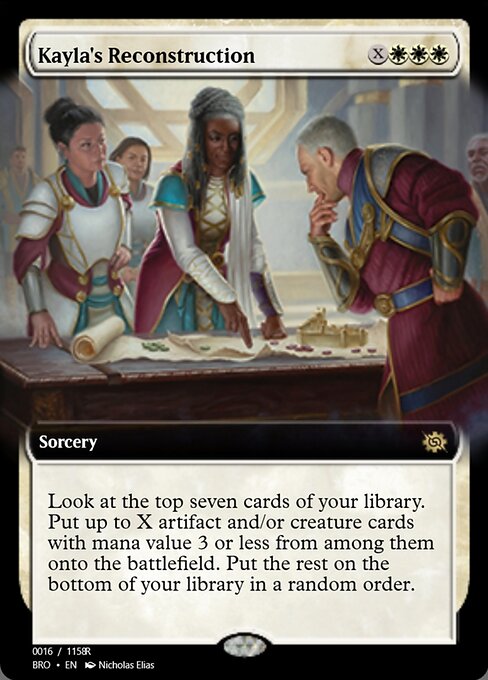 Kayla's Reconstruction X
Sorcery
Look at the top seven cards of your library.
Put up to X artifact and/or creature cards
with mana value 3 or less from among them
onto the battlefield. Put the rest on the
bottom of your library in a random order.
0016 / 1158R
BRO • EN Nicholas Elias